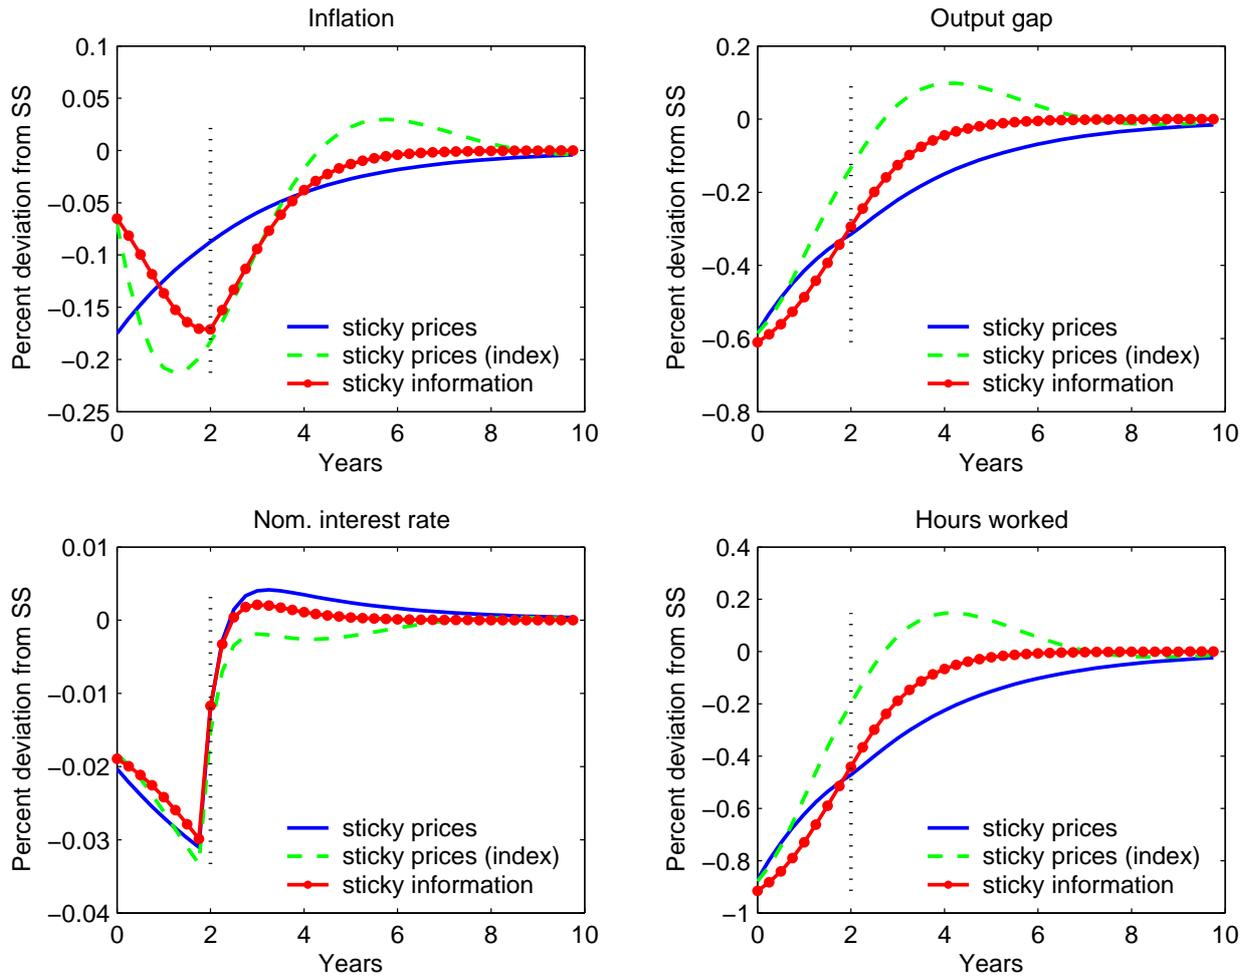 Inflation
Percent deviation from SS
0.1
0.05
0
−0.05
−0.1
−0.15
−0.2
−0.25
sticky prices
sticky prices (index)
sticky information
0 2 4 6 8 10
Years
Output gap
Percent deviation from SS
0.2
0
−0.2
−0.4
−0.6
−0.8
sticky prices
sticky prices (index)
sticky information
0 2 4 6 8 10
Years
Nom. interest rate
Percent deviation from SS
0.01
0
−0.01
−0.02
−0.03
−0.04
sticky prices
sticky prices (index)
sticky information
0 2 4 6 8 10
Years
Hours worked
Percent deviation from SS
0.4
0.2
0
−0.2
−0.4
−0.6
−0.8
−1
sticky prices
sticky prices (index)
sticky information
0 2 4 6 8 10
Years